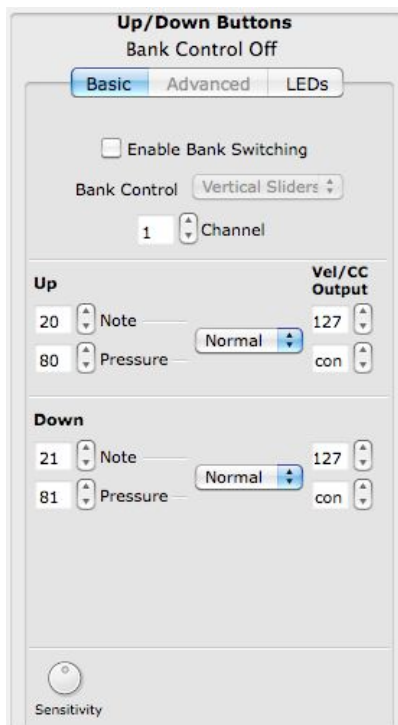 Up/Down Buttons
Bank Control Off
Basic Advanced LEDs
Enable Bank Switching
Bank Control Vertical Sliders
1 Channel
Up Vel/CC Output
20 Note Normal 127
80 Pressure con
Down
21 Note Normal 127
81 Pressure con
Sensitivity